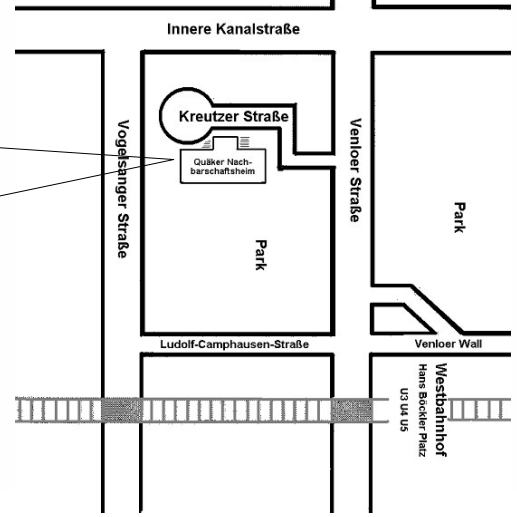 Innere Kanalstraße
Kreutzer Straße
Quäker Nach-
barschaftsheim
Vogelsanger Straße
Venloer Straße
Park
Park
Ludolf-Camphausen-Straße
Venloer Wall
Westbahnhof
Hans Böckler Platz
U3 U4 U5